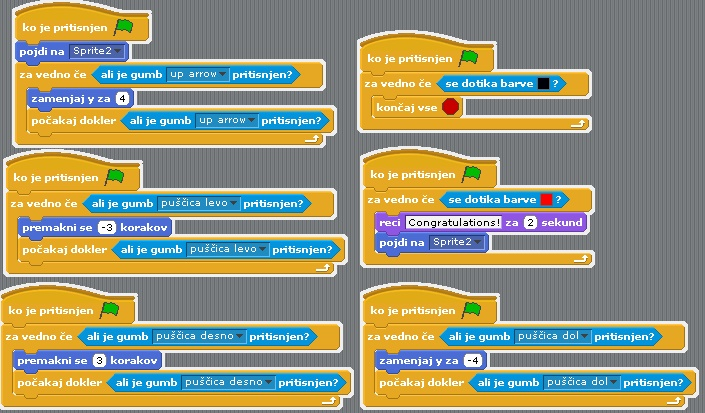 ko je pritisnjen
pojdi na Sprite2
za vedno če ali je gumb up arrow pritisnjen?
zamenjaj y za 4
počakaj dokler ali je gumb up arrow pritisnjen?
ko je pritisnjen
za vedno če se dotika barve ?
končaj vse
ko je pritisnjen
za vedno če ali je gumb puščica levo pritisnjen?
premakni se -3 korakov
počakaj dokler ali je gumb puščica levo pritisnjen?
ko je pritisnjen
za vedno če se dotika barve ?
reci Congratulations! za 2 sekund
pojdi na Sprite2
ko je pritisnjen
za vedno če ali je gumb puščica desno pritisnjen?
premakni se 3 korakov
počakaj dokler ali je gumb puščica desno pritisnjen?
ko je pritisnjen
za vedno če ali je gumb puščica dol pritisnjen?
zamenjaj y za -4
počakaj dokler ali je gumb puščica dol pritisnjen?